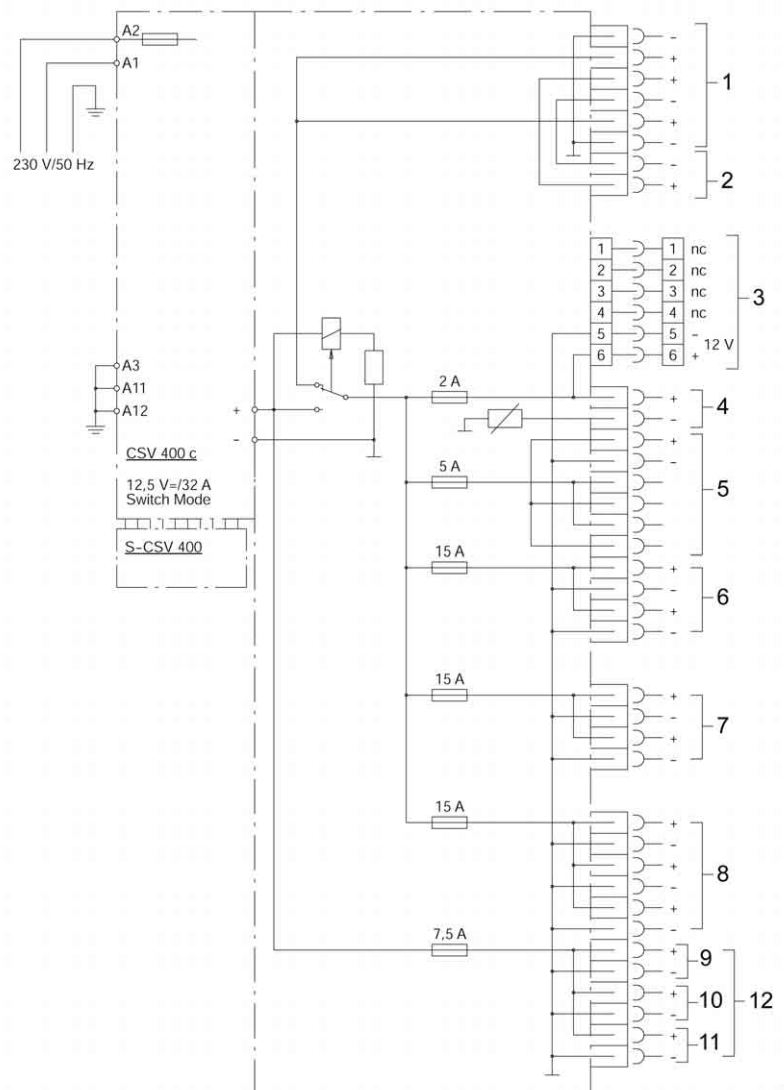 A2
A1
230 V/50 Hz
A3
A11
A12
+
–
CSV 400 c
12,5 V=/32 A
Switch Mode
S-CSV 400
–
+
+
–
+
–
1
–
+
2
1 1 nc
2 2 nc
3 3 nc
4 4 nc
5 5 –
12 V
6 6 +
3
2 A
+
–
4
+
–
5 A
5
15 A
+
–
+
–
6
15 A
+
–
+
–
7
15 A
+
–
+
–
+
–
8
7,5 A
+
–
9
+
–
10
+
–
11
12